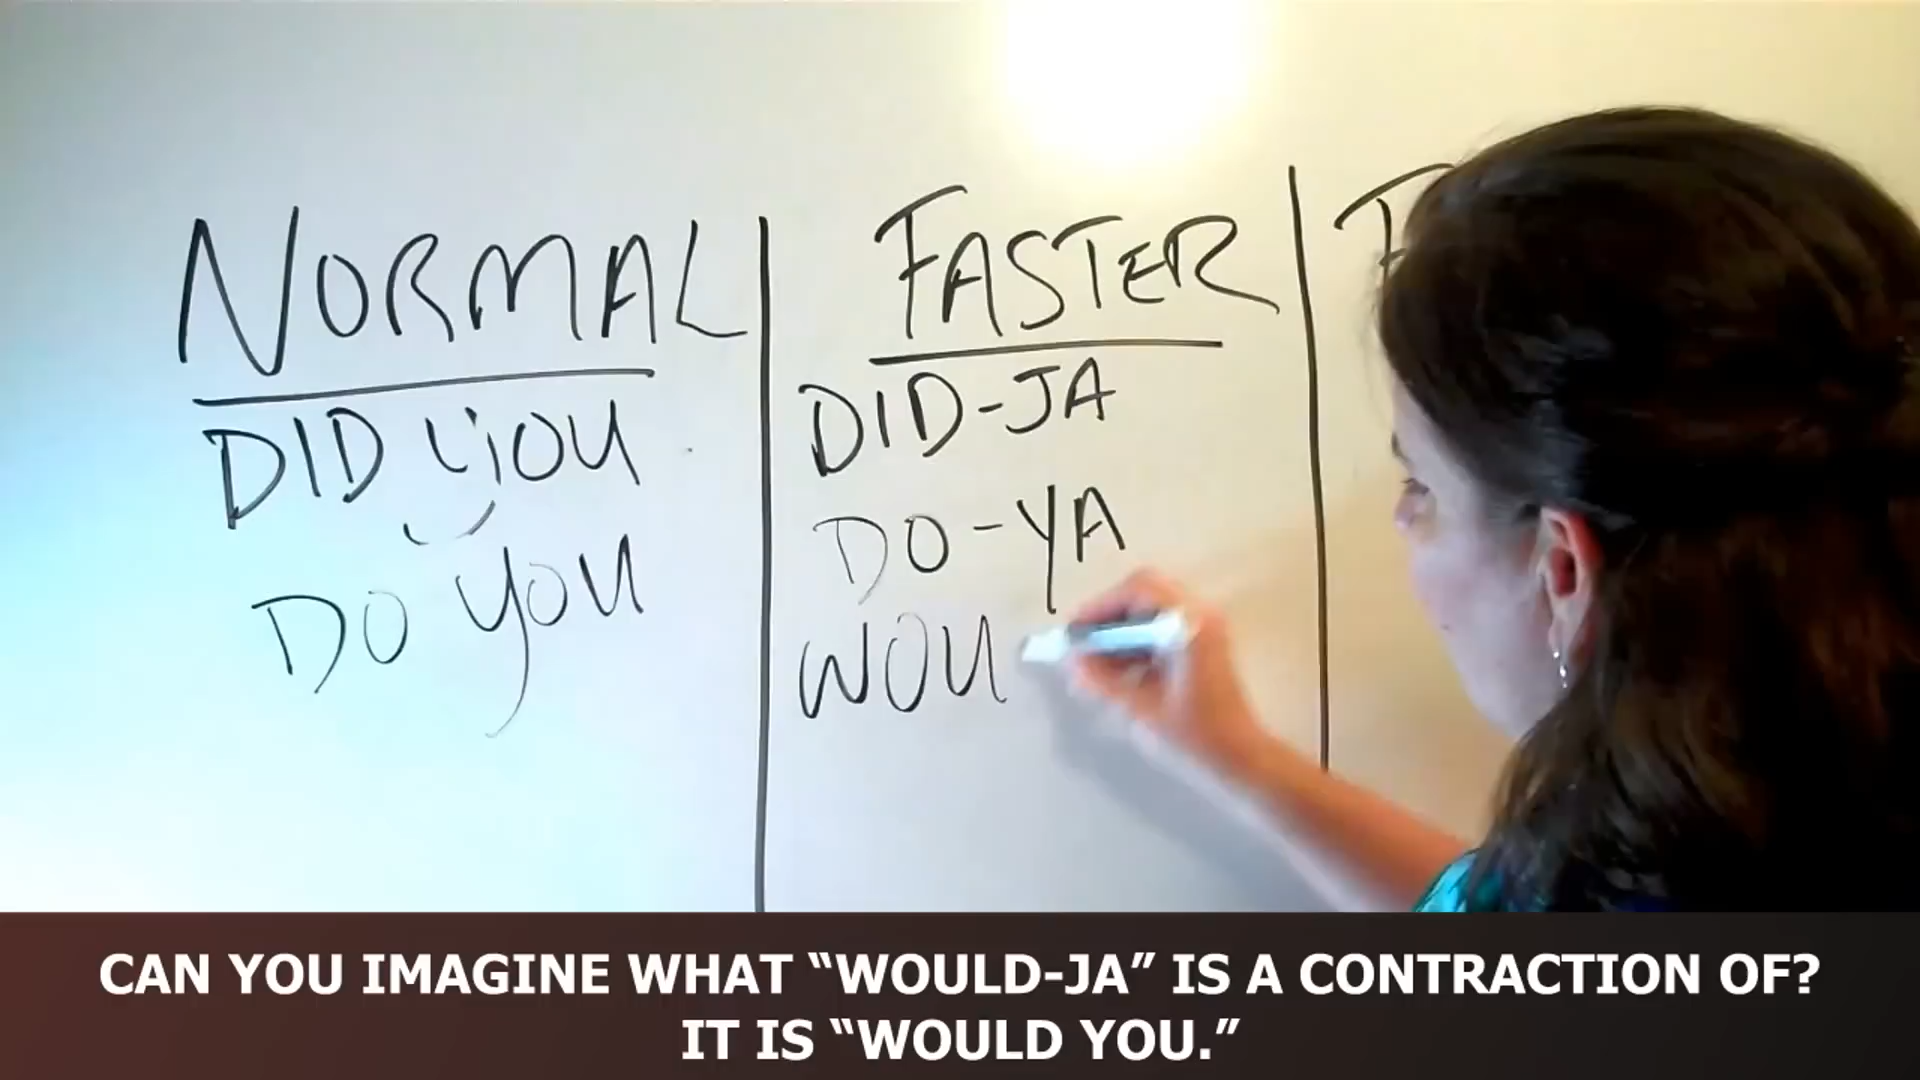 NORMAL
FASTER
DID YOU
DID-JA
DO YOU
DO-YA
WOU
CAN YOU IMAGINE WHAT “WOULD-JA” IS A CONTRACTION OF?
IT IS “WOULD YOU.”